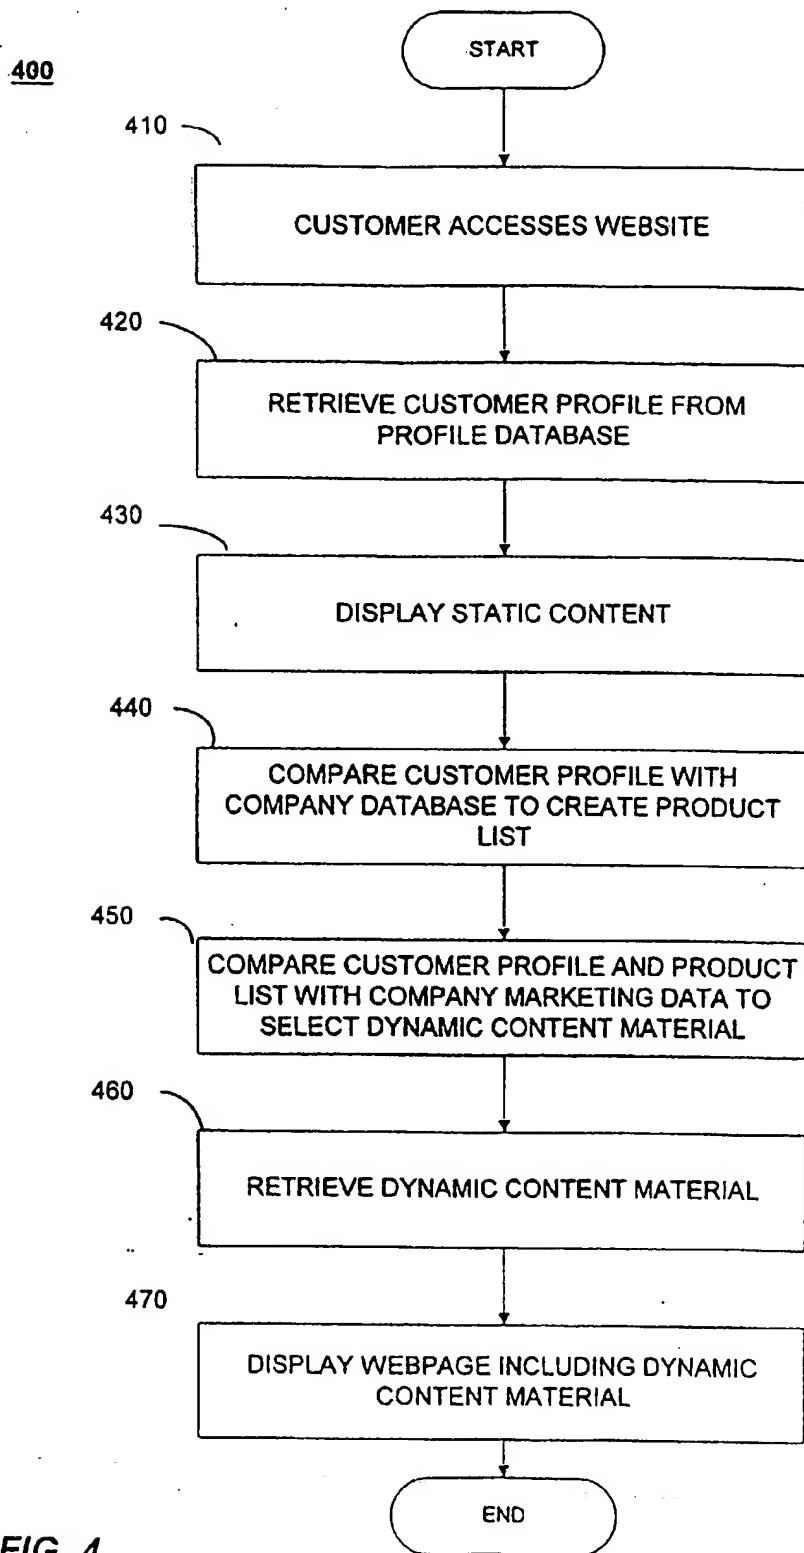 START
400
410
CUSTOMER ACCESSES WEBSITE
420
RETRIEVE CUSTOMER PROFILE FROM
PROFILE DATABASE
430
DISPLAY STATIC CONTENT
440
COMPARE CUSTOMER PROFILE WITH
COMPANY DATABASE TO CREATE PRODUCT
LIST
450
COMPARE CUSTOMER PROFILE AND PRODUCT
LIST WITH COMPANY MARKETING DATA TO
SELECT DYNAMIC CONTENT MATERIAL
460
RETRIEVE DYNAMIC CONTENT MATERIAL
470
DISPLAY WEBPAGE INCLUDING DYNAMIC
CONTENT MATERIAL
END
FIG. 4